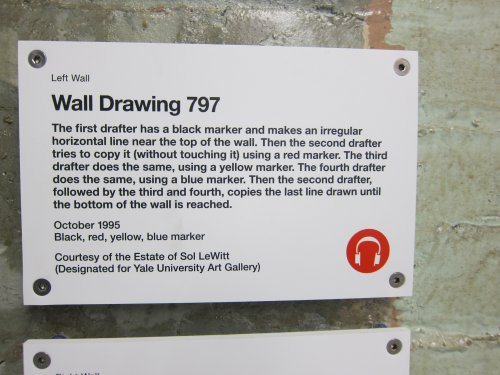 Left Wall
Wall Drawing 797
The first drafter has a black marker and makes an irregular
horizontal line near the top of the wall. Then the second drafter
tries to copy it (without touching it) using a red marker. The third
drafter does the same, using a yellow marker. The fourth drafter
does the same, using a blue marker. Then the second drafter,
followed by the third and fourth, copies the last line drawn until
the bottom of the wall is reached.
October 1995
Black, red, yellow, blue marker
Courtesy of the Estate of Sol LeWitt
(Designated for Yale University Art Gallery)